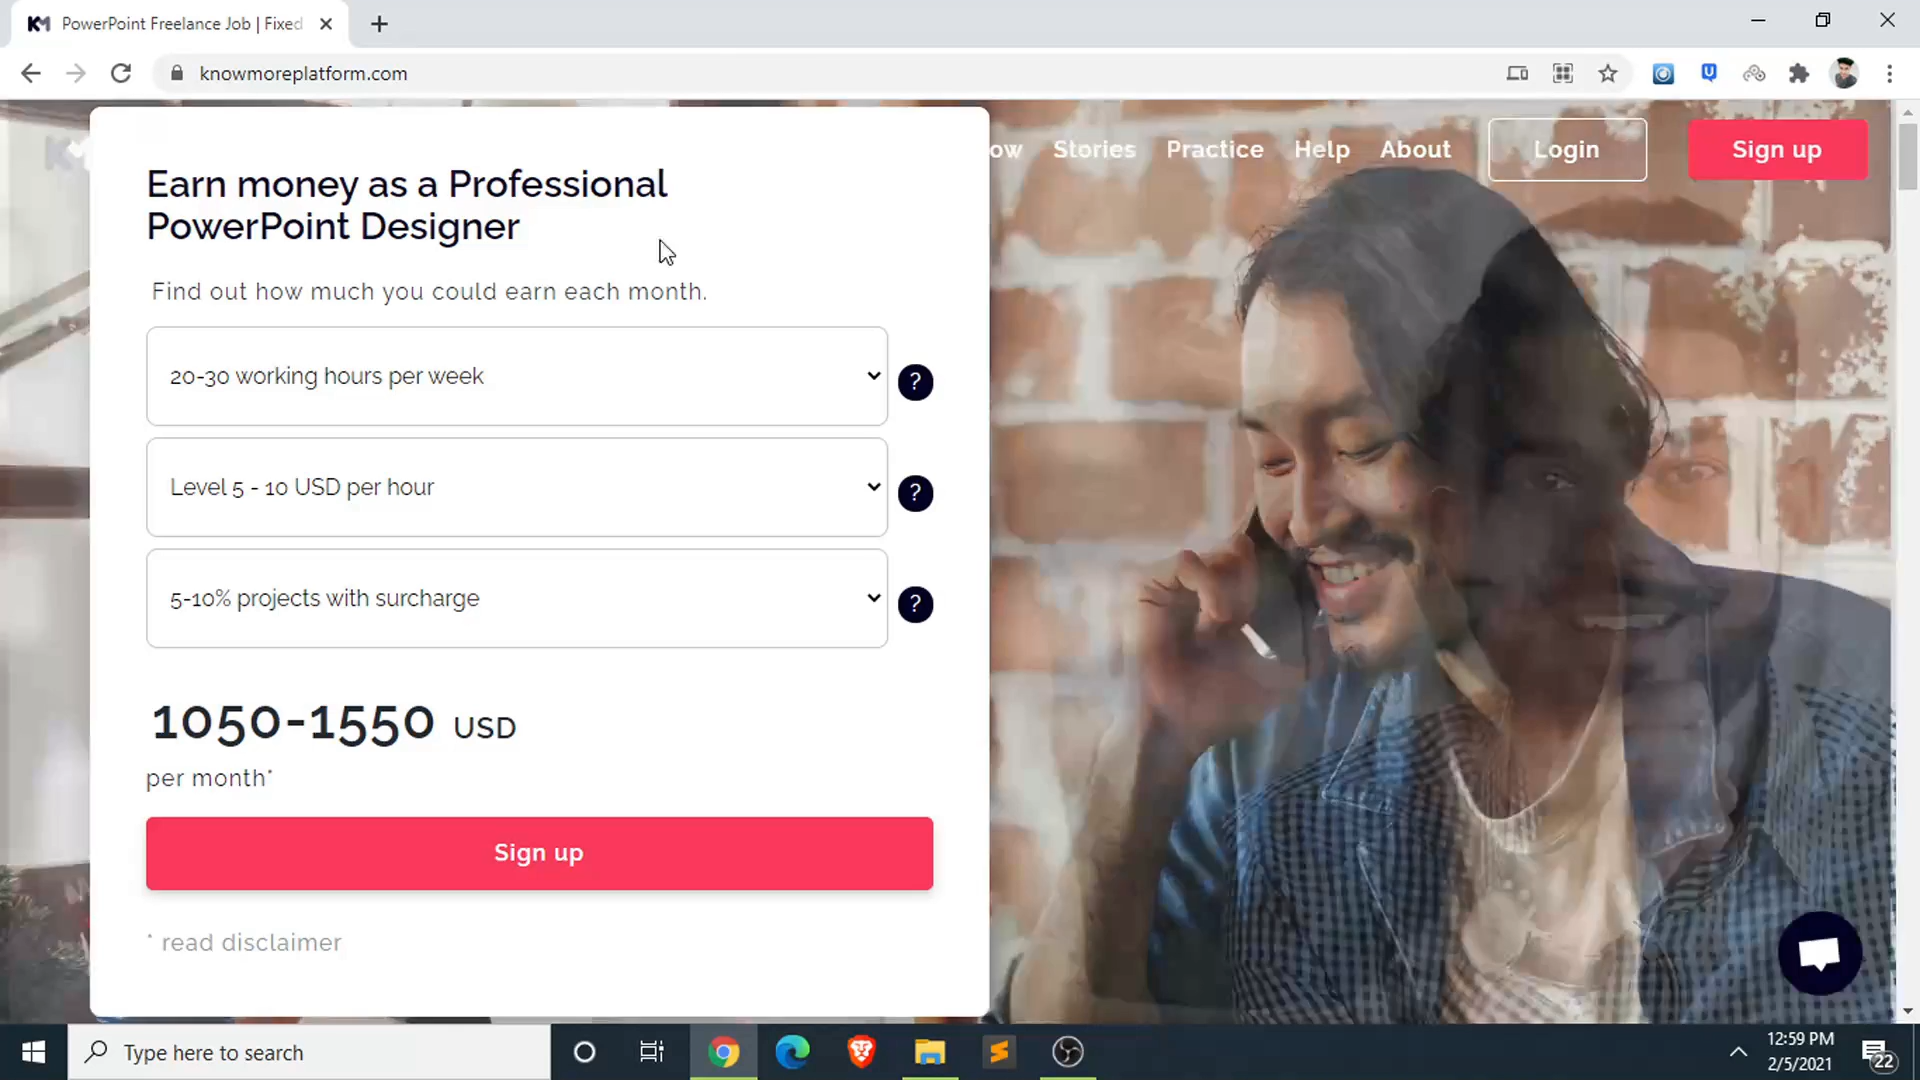 KM PowerPoint Freelance Job | Fixed
knowmoreplatform.com
ow Stories Practice Help About Login Sign up
Earn money as a Professional
PowerPoint Designer
Find out how much you could earn each month.
20-30 working hours per week
?
Level 5 - 10 USD per hour
?
5-10% projects with surcharge
?
1050-1550 USD
per month*
Sign up
* read disclaimer
Type here to search
12:59 PM
2/5/2021
22